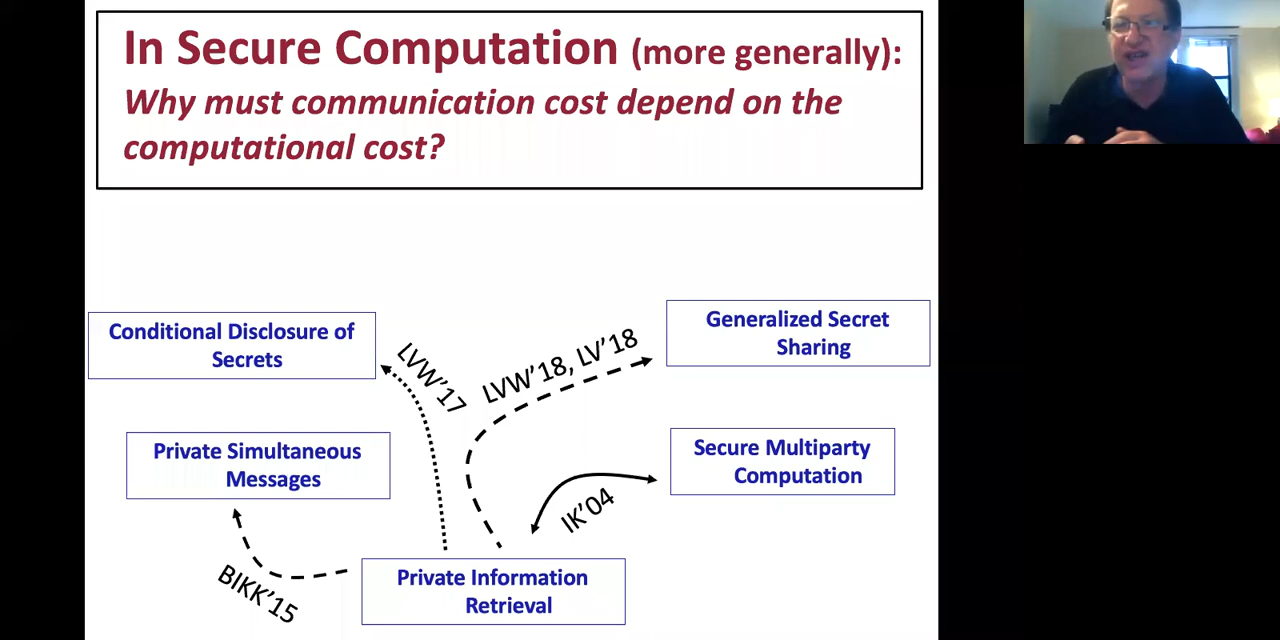 In Secure Computation (more generally):
Why must communication cost depend on the
computational cost?
Conditional Disclosure of
Secrets
LVW'17
LVW'18, LV'18
Generalized Secret
Sharing
Private Simultaneous
Messages
Secure Multiparty
Computation
IK'04
BIKK'15
Private Information
Retrieval